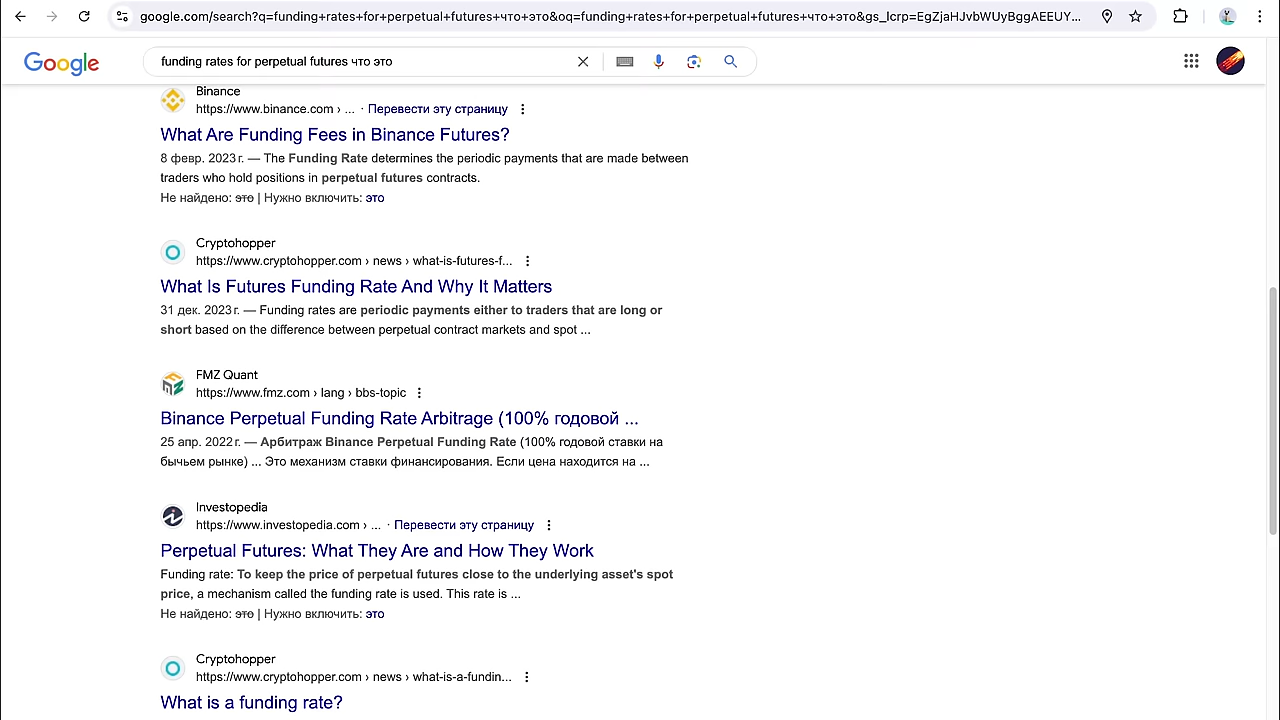 google.com/search?q=funding+rates+for+perpetual+futures+что+это&oq=funding+rates+for+perpetual+futures+что+это&gs_lcrp=EgZjaHJvbWUyBggAEEUY...
Google
funding rates for perpetual futures что это
Binance
https://www.binance.com › ... · Перевести эту страницу
What Are Funding Fees in Binance Futures?
8 февр. 2023 г. — The Funding Rate determines the periodic payments that are made between
traders who hold positions in perpetual futures contracts.
Не найдено: это | Нужно включить: это
Cryptohopper
https://www.cryptohopper.com › news › what-is-futures-f...
What Is Futures Funding Rate And Why It Matters
31 дек. 2023 г. — Funding rates are periodic payments either to traders that are long or
short based on the difference between perpetual contract markets and spot ...
FMZ Quant
https://www.fmz.com › lang › bbs-topic
Binance Perpetual Funding Rate Arbitrage (100% годовой ...
25 апр. 2022 г. — Арбитраж Binance Perpetual Funding Rate (100% годовой ставки на
бычьем рынке) ... Это механизм ставки финансирования. Если цена находится на ...
Investopedia
https://www.investopedia.com › ... · Перевести эту страницу
Perpetual Futures: What They Are and How They Work
Funding rate: To keep the price of perpetual futures close to the underlying asset's spot
price, a mechanism called the funding rate is used. This rate is ...
Не найдено: это | Нужно включить: это
Cryptohopper
https://www.cryptohopper.com › news › what-is-a-fundin...
What is a funding rate?